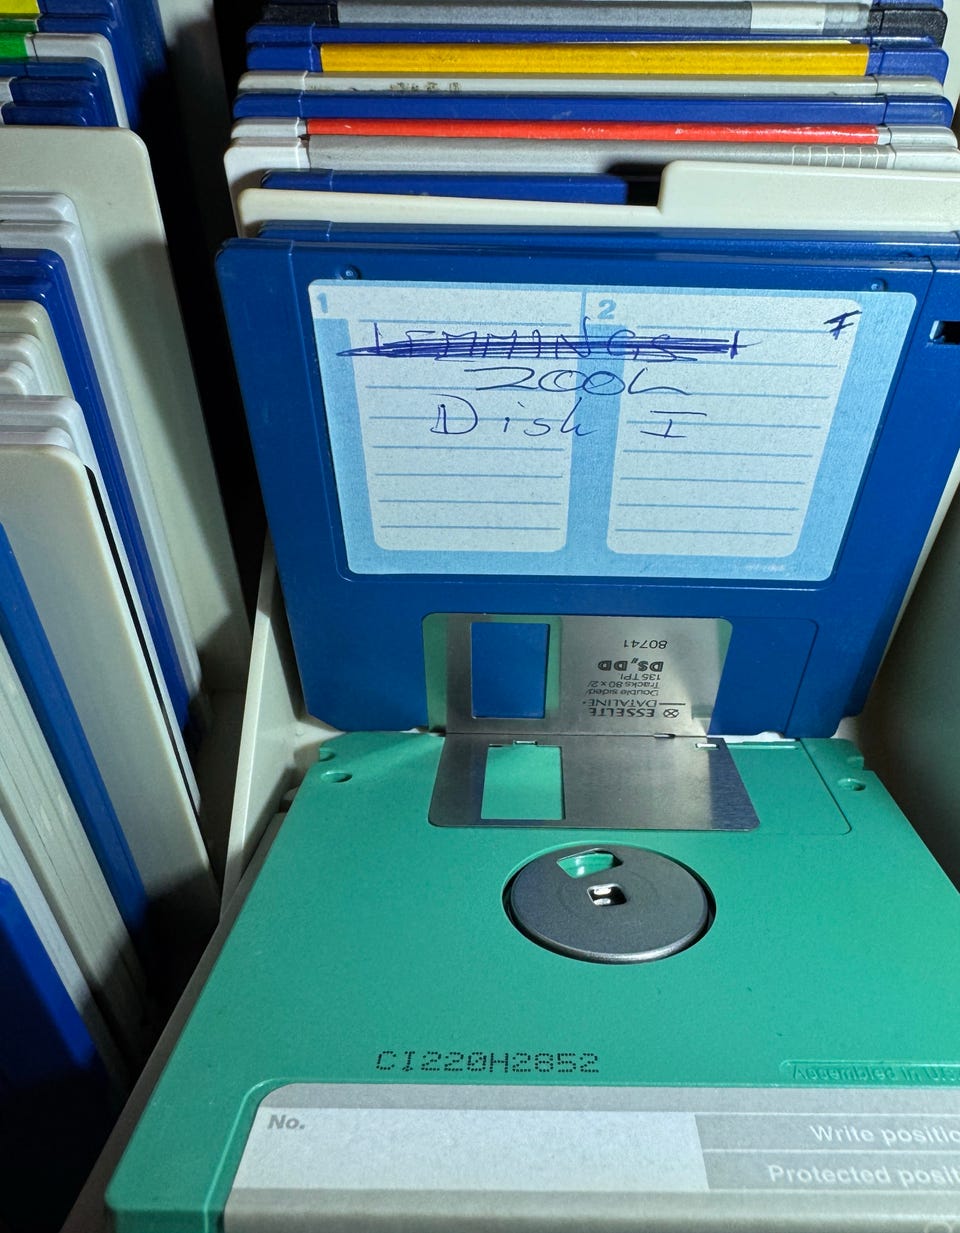 1 2
LEMMINGS 1
ZOOL
Disk I
80741
DS, DD
135 TPI
Tracks 80 x 2/
Double sided/
DATALINE
ESSELTE
CI220H2852
Assembled in U.S.
No.
Write positio
Protected posit